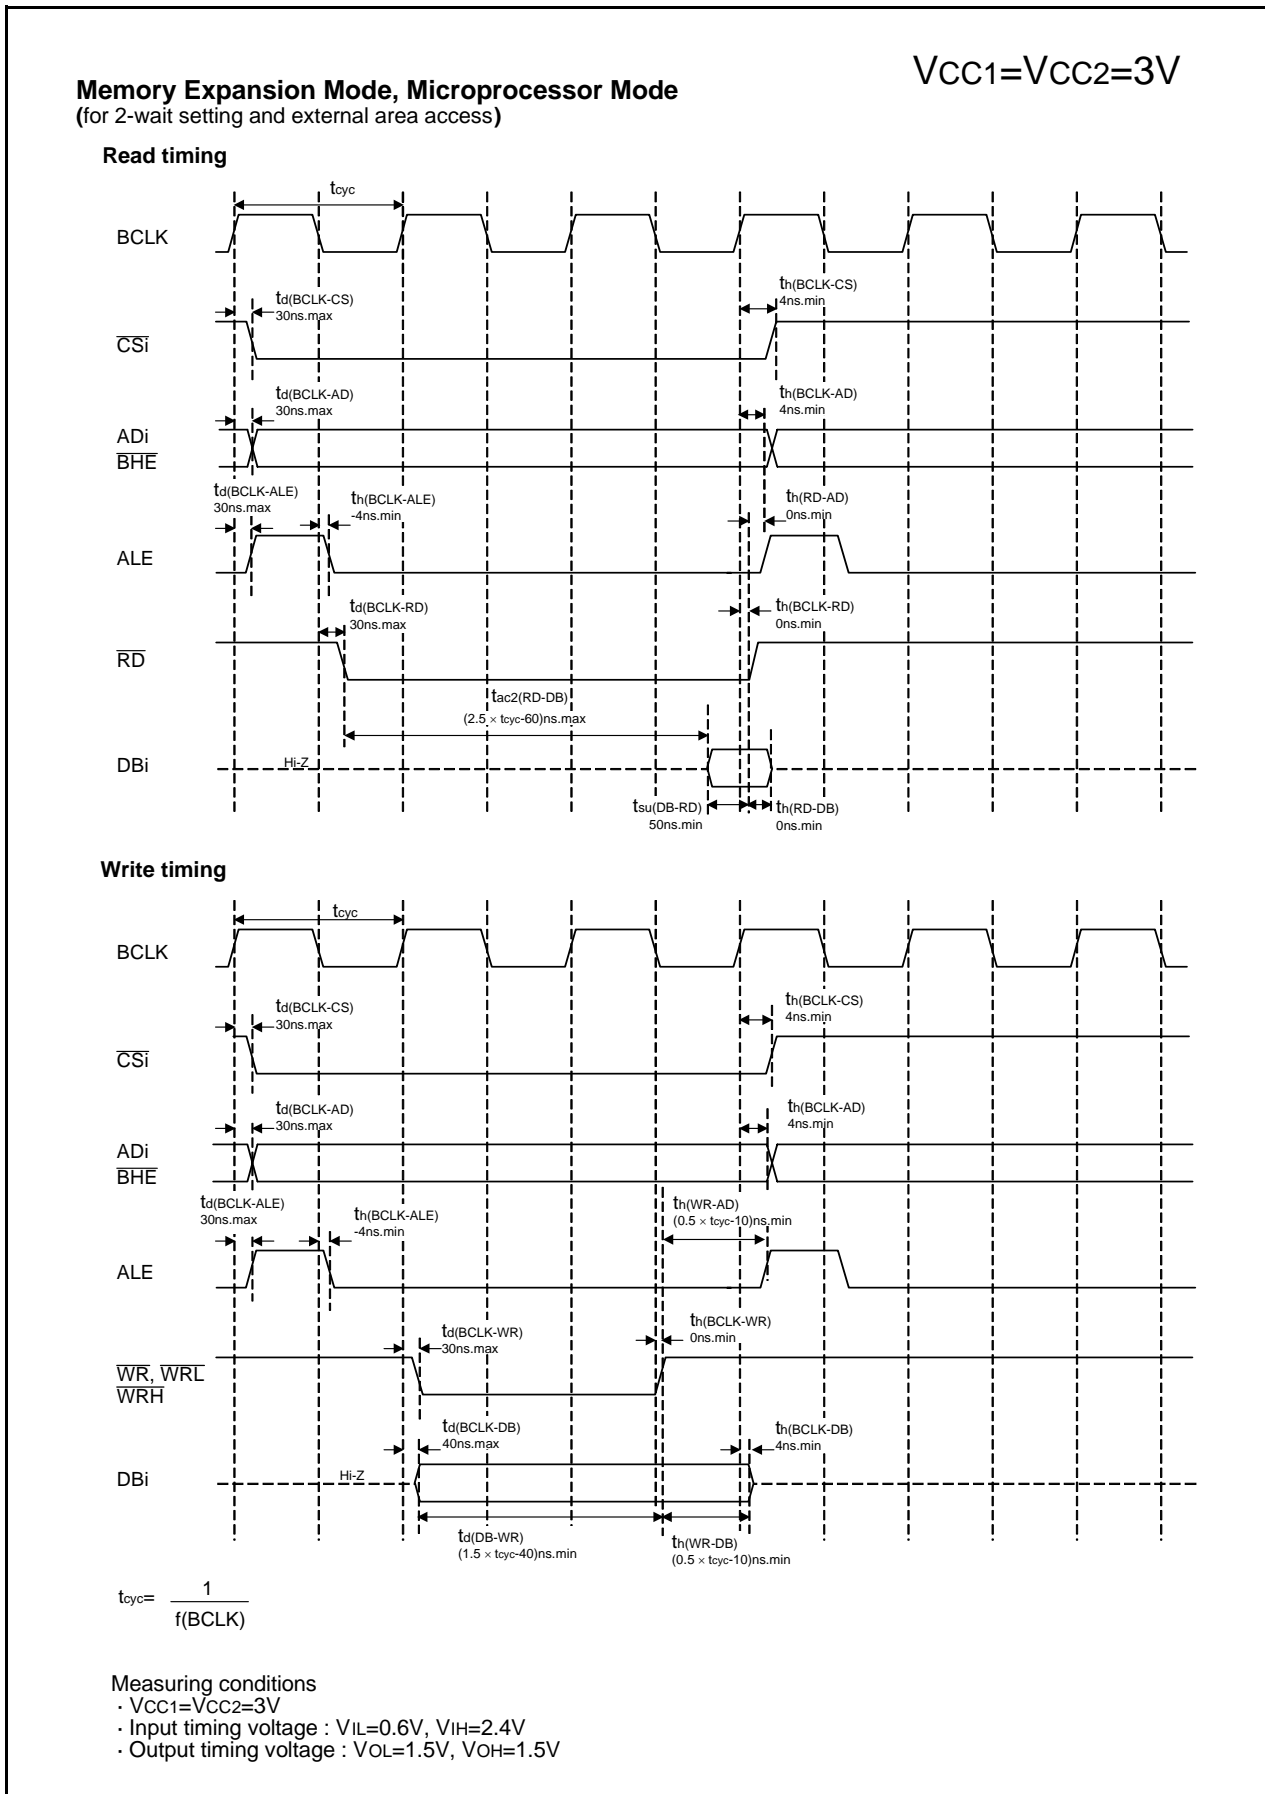 VCC1=VCC2=3V
Memory Expansion Mode, Microprocessor Mode
(for 2-wait setting and external area access)
Read timing
tcyc
BCLK
td(BCLK-CS)
30ns.max
th(BCLK-CS)
4ns.min
CSi
td(BCLK-AD)
30ns.max
th(BCLK-AD)
4ns.min
ADi
BHE
td(BCLK-ALE)
30ns.max
th(BCLK-ALE)
-4ns.min
th(RD-AD)
0ns.min
ALE
td(BCLK-RD)
30ns.max
th(BCLK-RD)
0ns.min
RD
tac2(RD-DB)
(2.5 × tcyc-60)ns.max
DBi
Hi-Z
tsu(DB-RD)
50ns.min
th(RD-DB)
0ns.min
Write timing
tcyc
BCLK
td(BCLK-CS)
30ns.max
th(BCLK-CS)
4ns.min
CSi
td(BCLK-AD)
30ns.max
th(BCLK-AD)
4ns.min
ADi
BHE
td(BCLK-ALE)
30ns.max
th(BCLK-ALE)
-4ns.min
th(WR-AD)
(0.5 × tcyc-10)ns.min
ALE
td(BCLK-WR)
30ns.max
th(BCLK-WR)
0ns.min
WR, WRL
WRH
td(BCLK-DB)
40ns.max
th(BCLK-DB)
4ns.min
DBi
Hi-Z
td(DB-WR)
(1.5 × tcyc-40)ns.min
th(WR-DB)
(0.5 × tcyc-10)ns.min
tcyc= 1
f(BCLK)
Measuring conditions
· VCC1=VCC2=3V
· Input timing voltage : VIL=0.6V, VIH=2.4V
· Output timing voltage : VOL=1.5V, VOH=1.5V